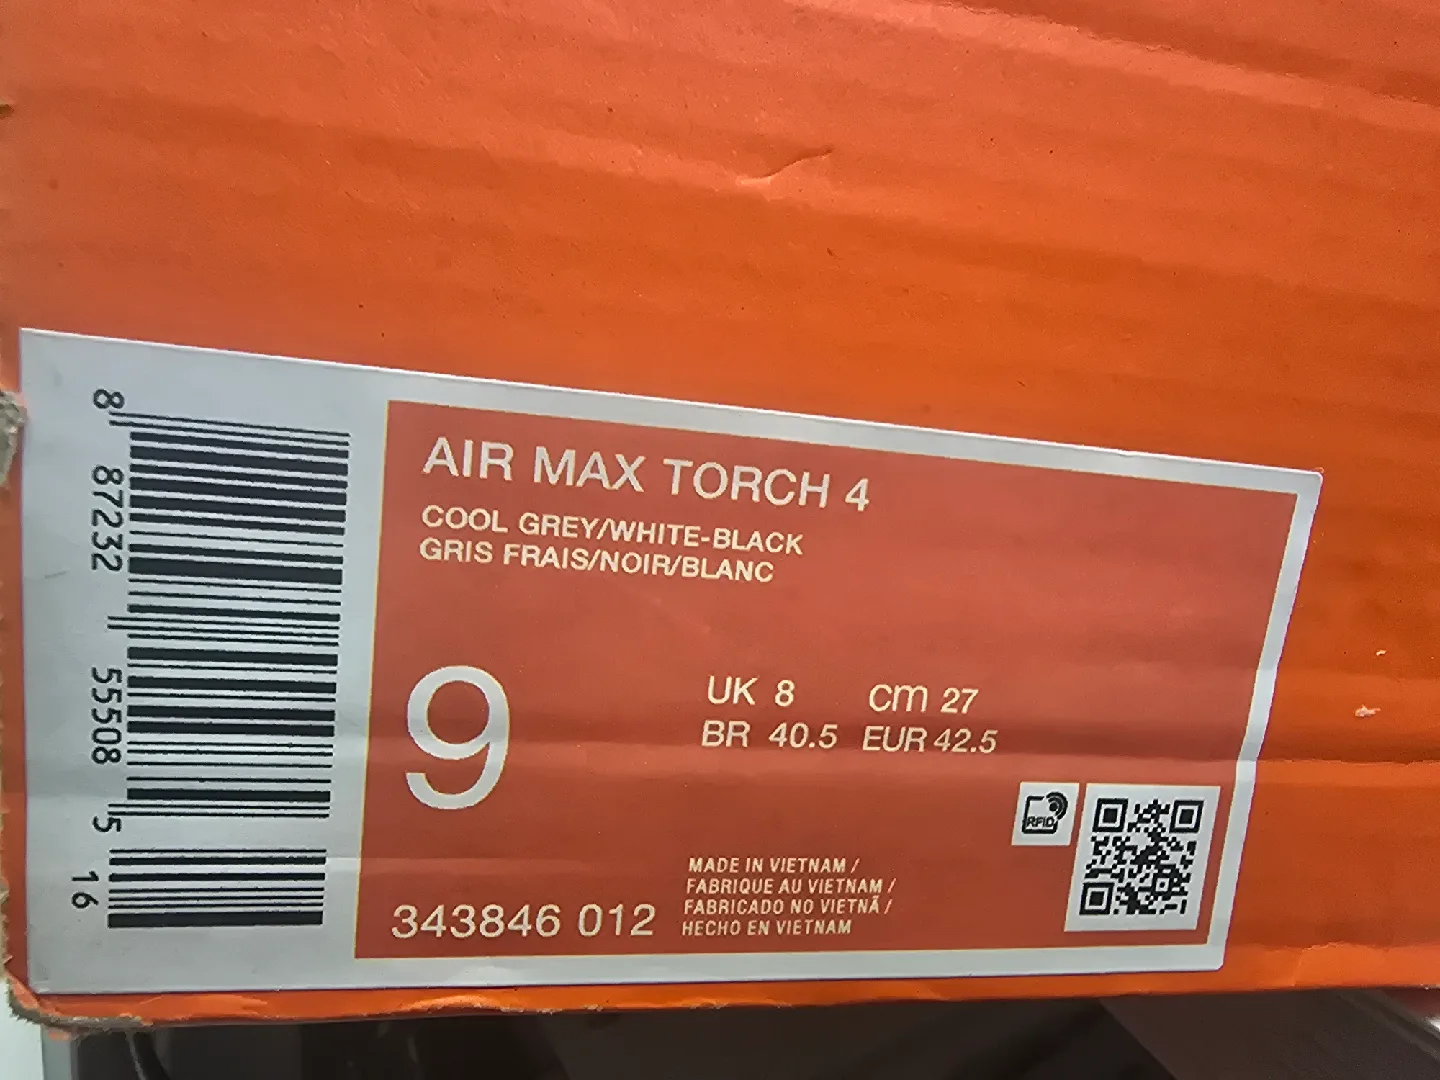 8 87232 55508 5 16
AIR MAX TORCH 4
COOL GREY/WHITE-BLACK
GRIS FRAIS/NOIR/BLANC
9
UK 8 cm 27
BR 40.5 EUR 42.5
RFID
343846 012
MADE IN VIETNAM /
FABRIQUE AU VIETNAM /
FABRICADO NO VIETNÃ /
HECHO EN VIETNAM